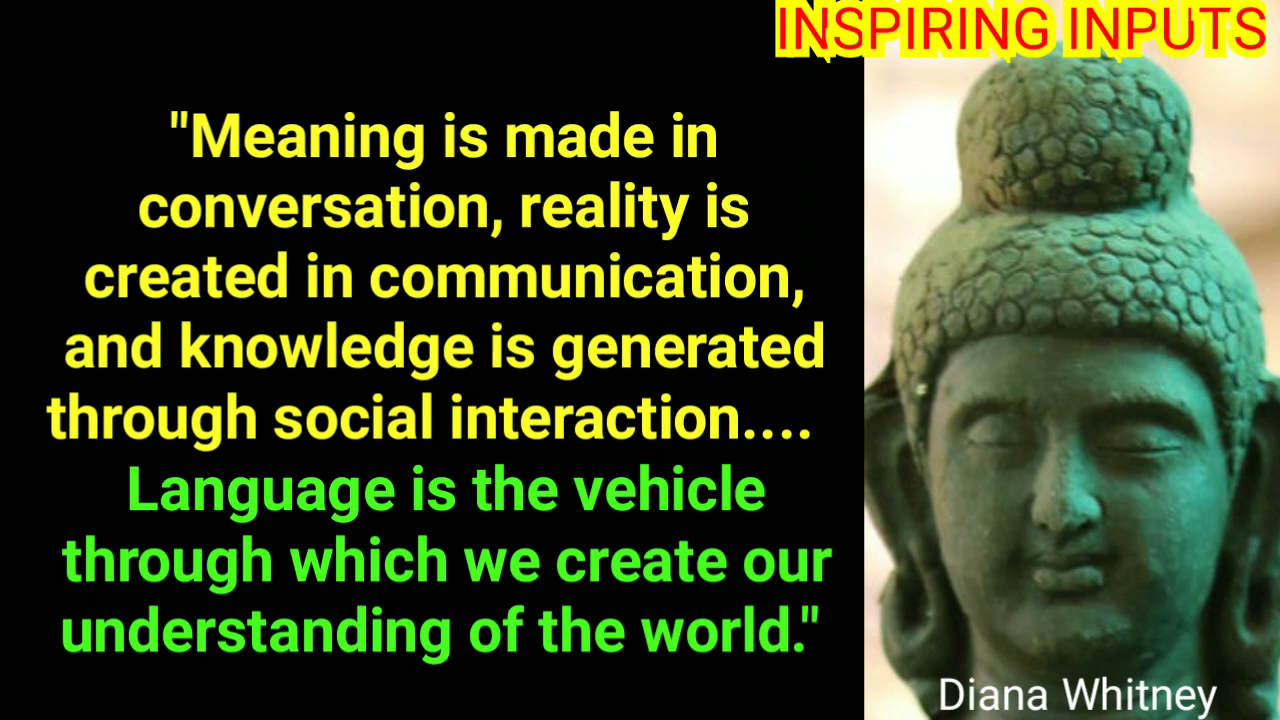 INSPIRING INPUTS
"Meaning is made in
conversation, reality is
created in communication,
and knowledge is generated
through social interaction....
Language is the vehicle
through which we create our
understanding of the world."
Diana Whitney